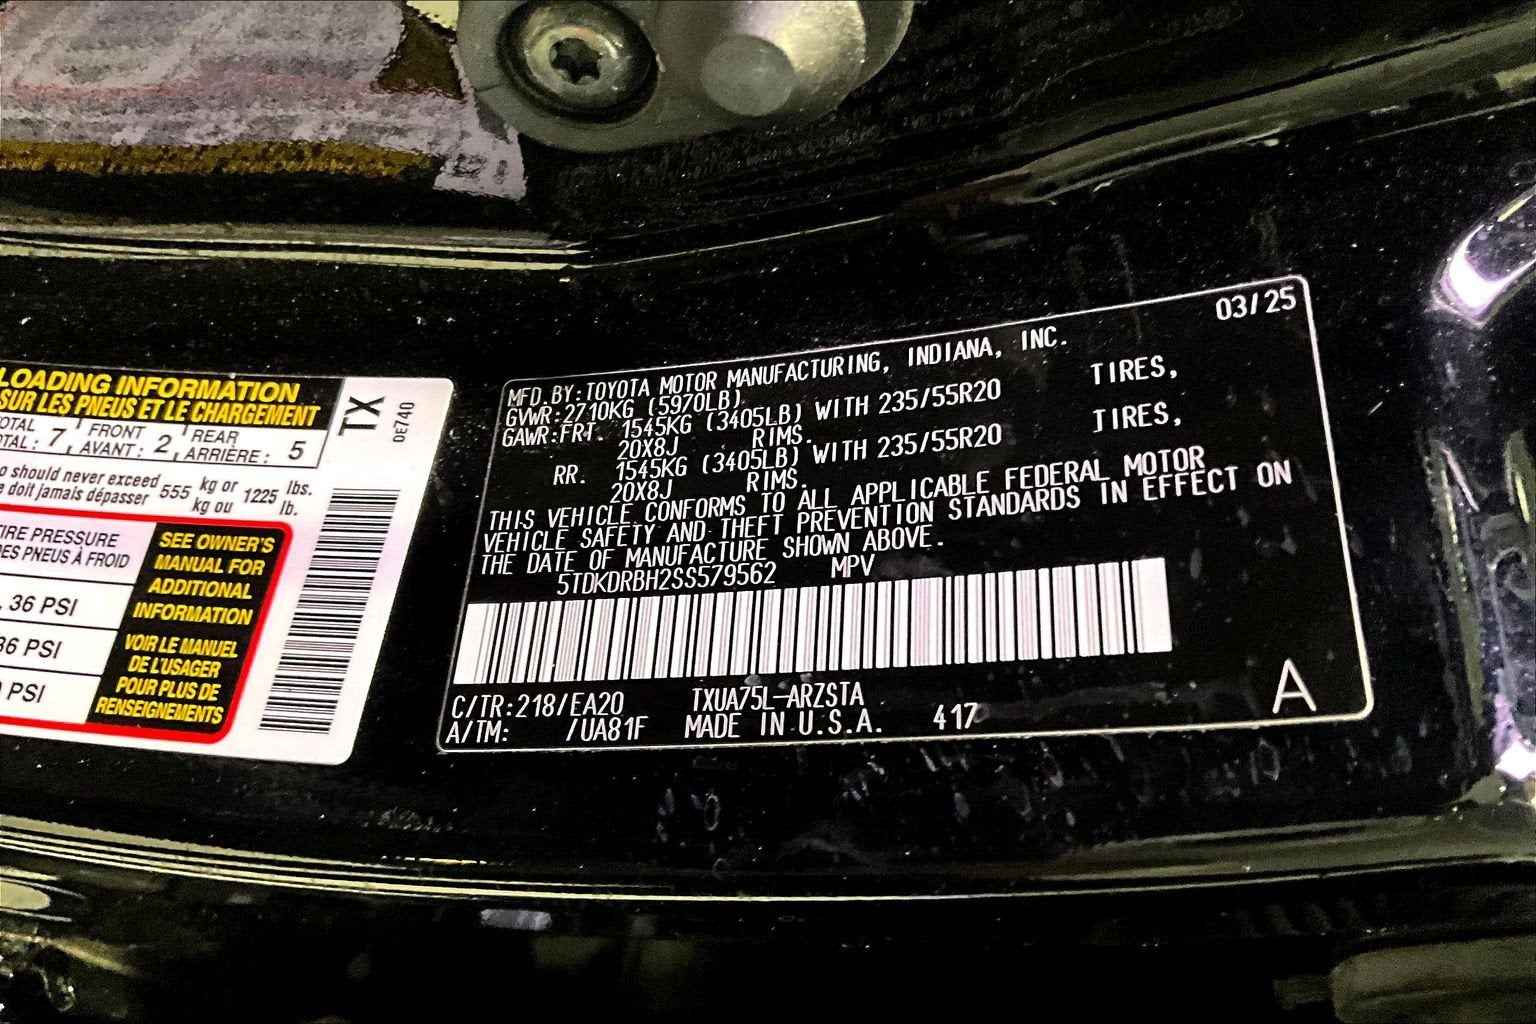 LOADING INFORMATION
SUR LES PNEUS ET LE CHARGEMENT
7, FRONT 2, REAR 5
AVANT: ARRIÈRE:
should never exceed 555 kg or 1225 lbs.
doit jamais dépasser kg ou lb.
PRESSURE
PNEUS À FROID
36 PSI
36 PSI
PSI
SEE OWNER'S
MANUAL FOR
ADDITIONAL
INFORMATION
VOIR LE MANUEL
DE L'USAGER
POUR PLUS DE
RENSEIGNEMENTS
TX
0E740
03/25
MFD.BY:TOYOTA MOTOR MANUFACTURING, INDIANA, INC.
GVWR:2710KG (5970LB)
GAWR:FRT. 1545KG (3405LB) WITH 235/55R20 TIRES,
20X8J RIMS.
RR. 1545KG (3405LB) WITH 235/55R20 TIRES,
20X8J RIMS.
THIS VEHICLE CONFORMS TO ALL APPLICABLE FEDERAL MOTOR
VEHICLE SAFETY AND THEFT PREVENTION STANDARDS IN EFFECT ON
THE DATE OF MANUFACTURE SHOWN ABOVE.
5TDKDRBH2SS579562 MPV
C/TR:218/EA20 TXUA75L-ARZSTA
A/TM: /UA81F MADE IN U.S.A. 417
A